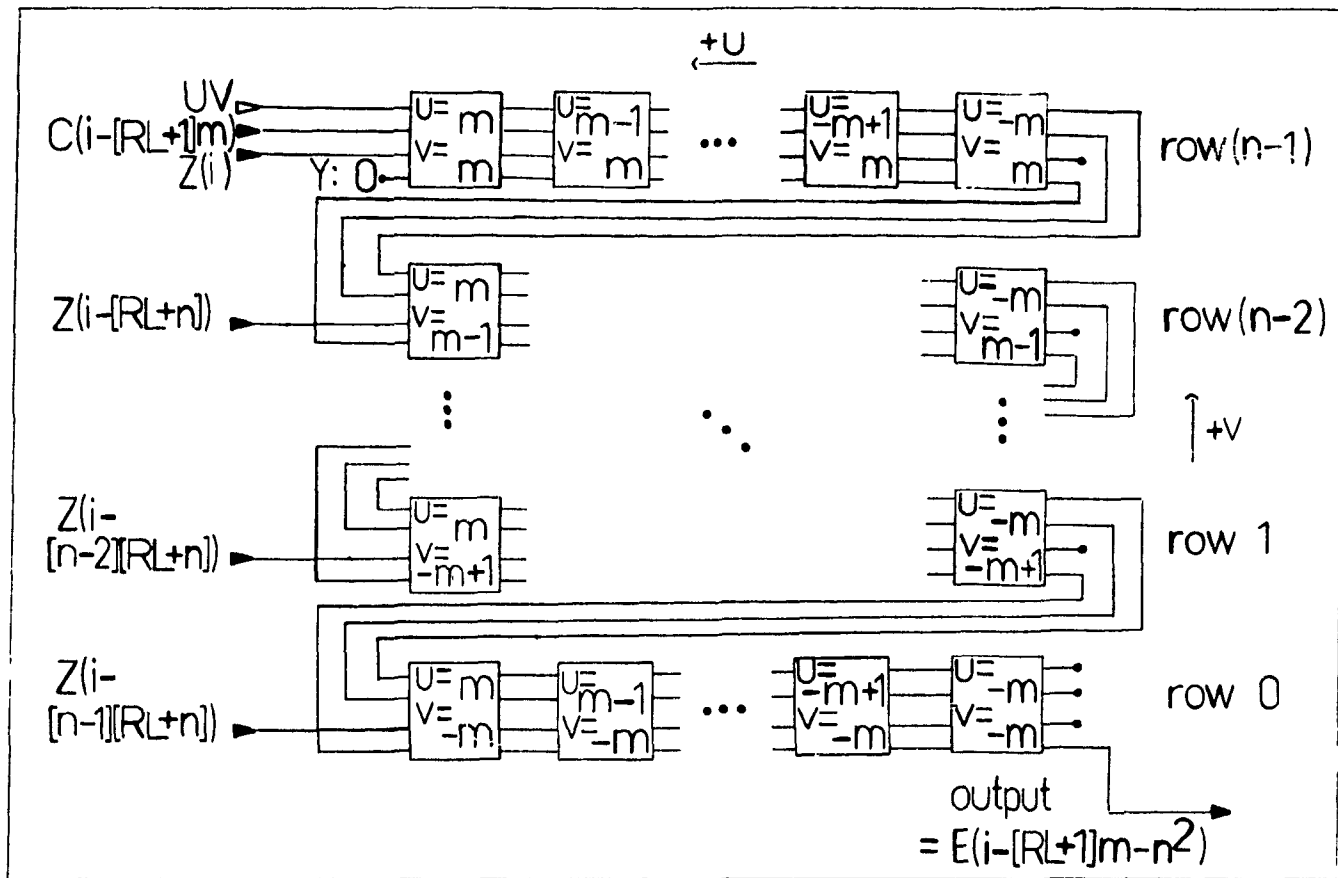 +U
UV
C(i-[RL+1]m)
Z(i)
Y: 0
U= m V= m
U= m-1 V= m
...
U= -m+1 V= m
U= -m V= m
row(n-1)
Z(i-[RL+n])
U= m V= m-1
U= -m V= m-1
row(n-2)
+V
Z(i-
[n-2][RL+n])
U= m V= -m+1
U= -m V= -m+1
row 1
Z(i-
[n-1][RL+n])
U= m V= -m
U= m-1 V= -m
...
U= -m+1 V= -m
U= -m V= -m
row 0
output
= E(i-[RL+1]m-n²)